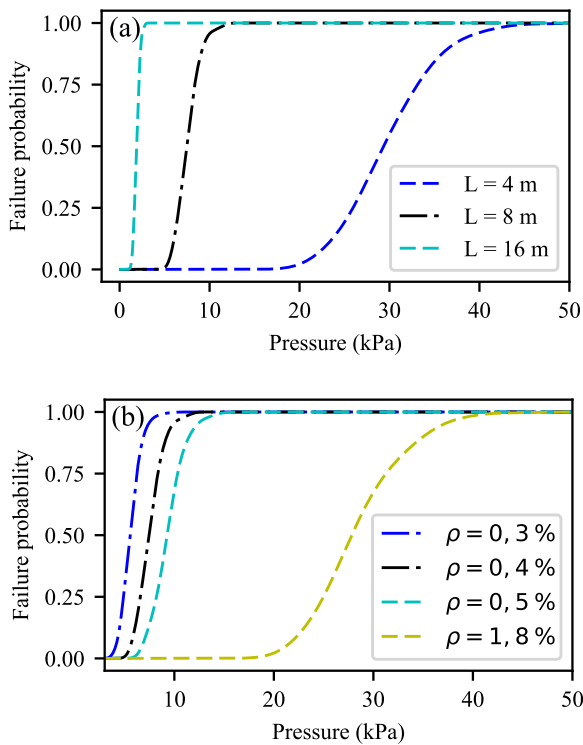 (a)
1.00
0.75
0.50
0.25
0.00
Failure probability
L = 4 m
L = 8 m
L = 16 m
0 10 20 30 40 50
Pressure (kPa)
(b)
1.00
0.75
0.50
0.25
0.00
Failure probability
ρ = 0, 3 %
ρ = 0, 4 %
ρ = 0, 5 %
ρ = 1, 8 %
10 20 30 40 50
Pressure (kPa)